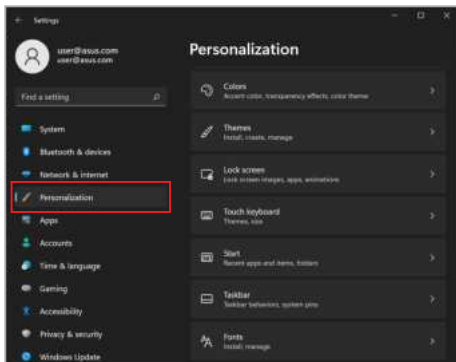 Settings
user@asus.com
user@asus.com
Find a setting
System
Bluetooth & devices
Network & internet
Personalization
Apps
Accounts
Time & language
Gaming
Accessibility
Privacy & security
Windows Update
Personalization
Colors
Accent color, transparency effects, color theme
Themes
Install, create, manage
Lock screen
Lock screen images, apps, animations
Touch keyboard
Themes, size
Start
Recent apps and items, folders
Taskbar
Taskbar behaviors, system pins
Fonts
Install, manage